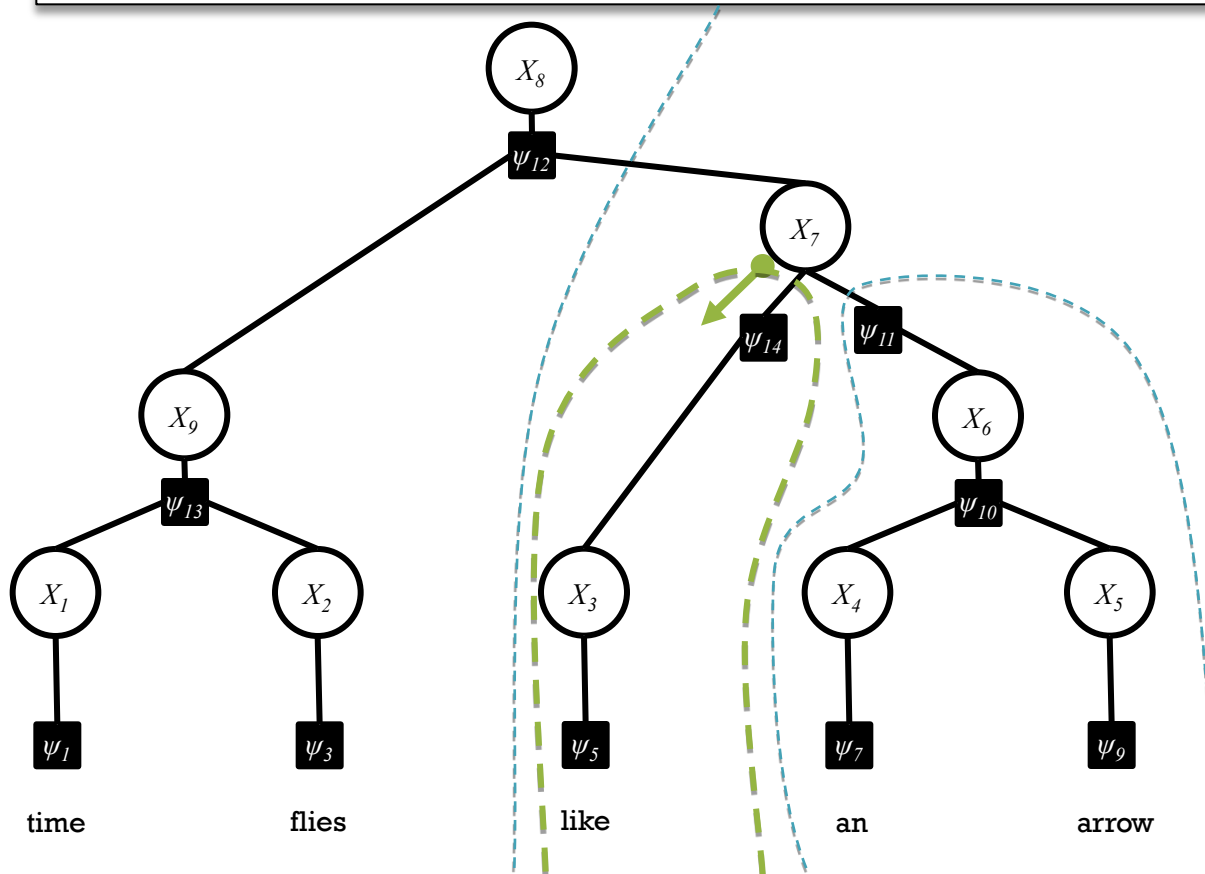 X₈
ψ₁₂
X₇
ψ₁₄ ψ₁₁
X₉ X₆
ψ₁₃ ψ₁₀
X₁ X₂ X₃ X₄ X₅
ψ₁ ψ₃ ψ₅ ψ₇ ψ₉
time flies like an arrow